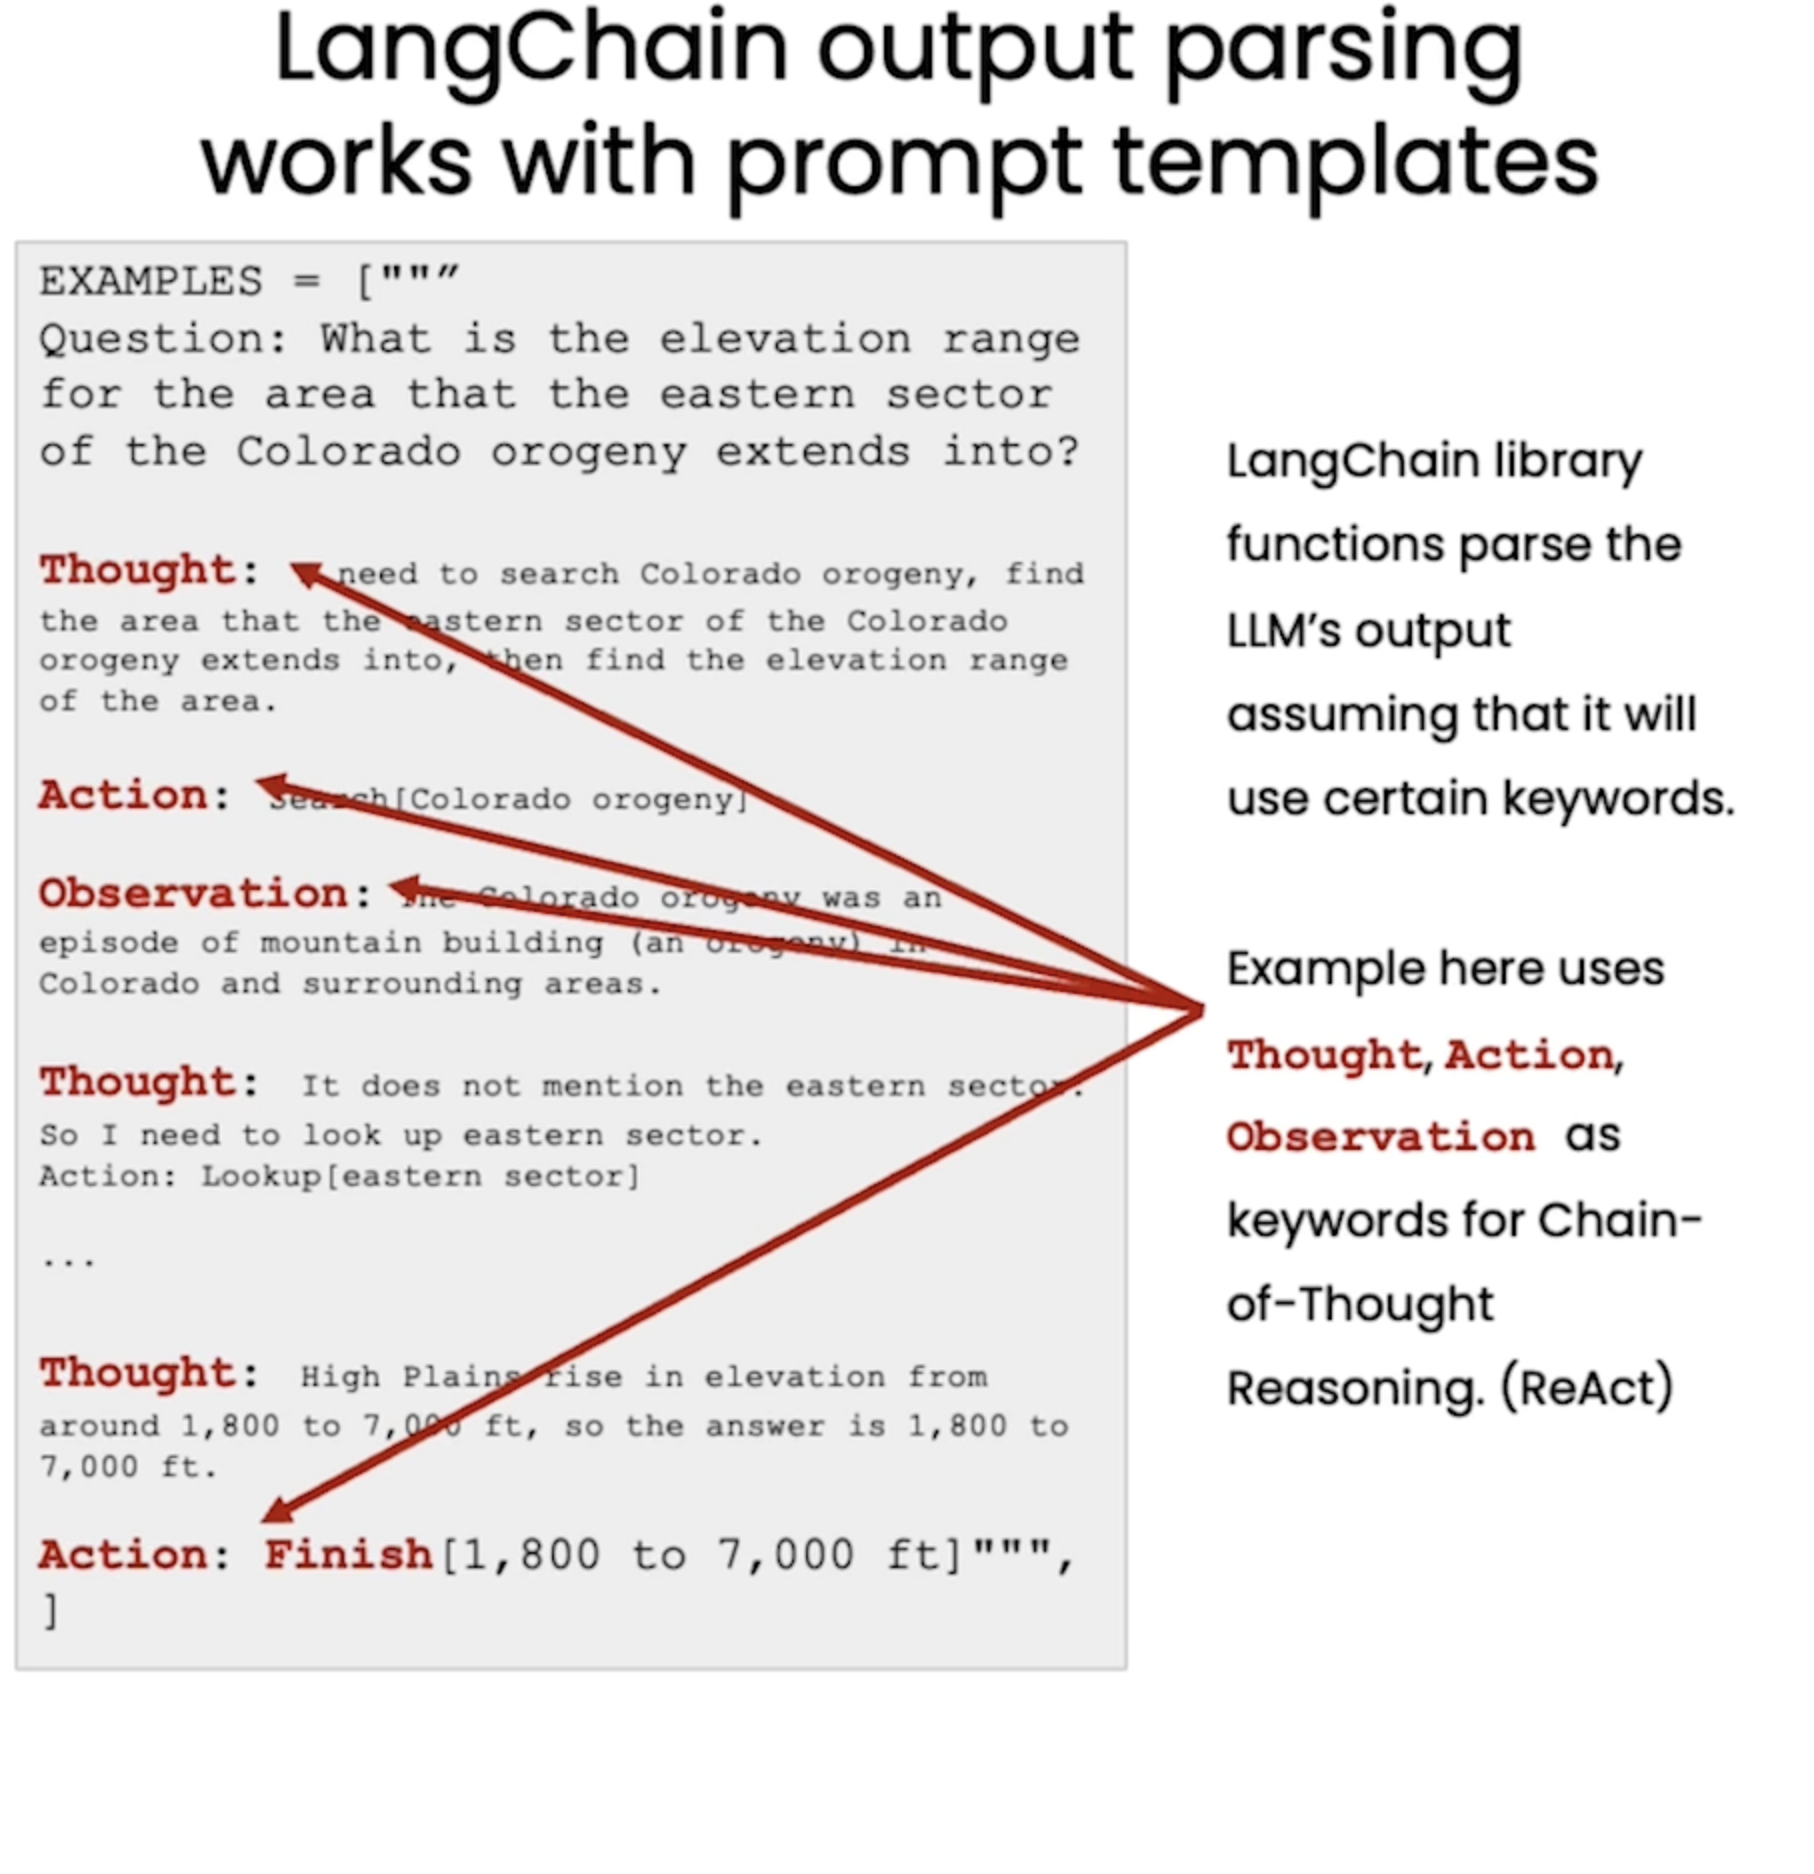 LangChain output parsing
works with prompt templates
EXAMPLES = ["""
Question: What is the elevation range
for the area that the eastern sector
of the Colorado orogeny extends into?
Thought: need to search Colorado orogeny, find
the area that the eastern sector of the Colorado
orogeny extends into, then find the elevation range
of the area.
Action: Search[Colorado orogeny]
Observation: The Colorado orogeny was an
episode of mountain building (an orogeny) in
Colorado and surrounding areas.
Thought: It does not mention the eastern sector.
So I need to look up eastern sector.
Action: Lookup[eastern sector]
...
Thought: High Plains rise in elevation from
around 1,800 to 7,000 ft, so the answer is 1,800 to
7,000 ft.
Action: Finish[1,800 to 7,000 ft]""",
]
LangChain library
functions parse the
LLM's output
assuming that it will
use certain keywords.
Example here uses
Thought, Action,
Observation as
keywords for Chain-
of-Thought
Reasoning. (ReAct)